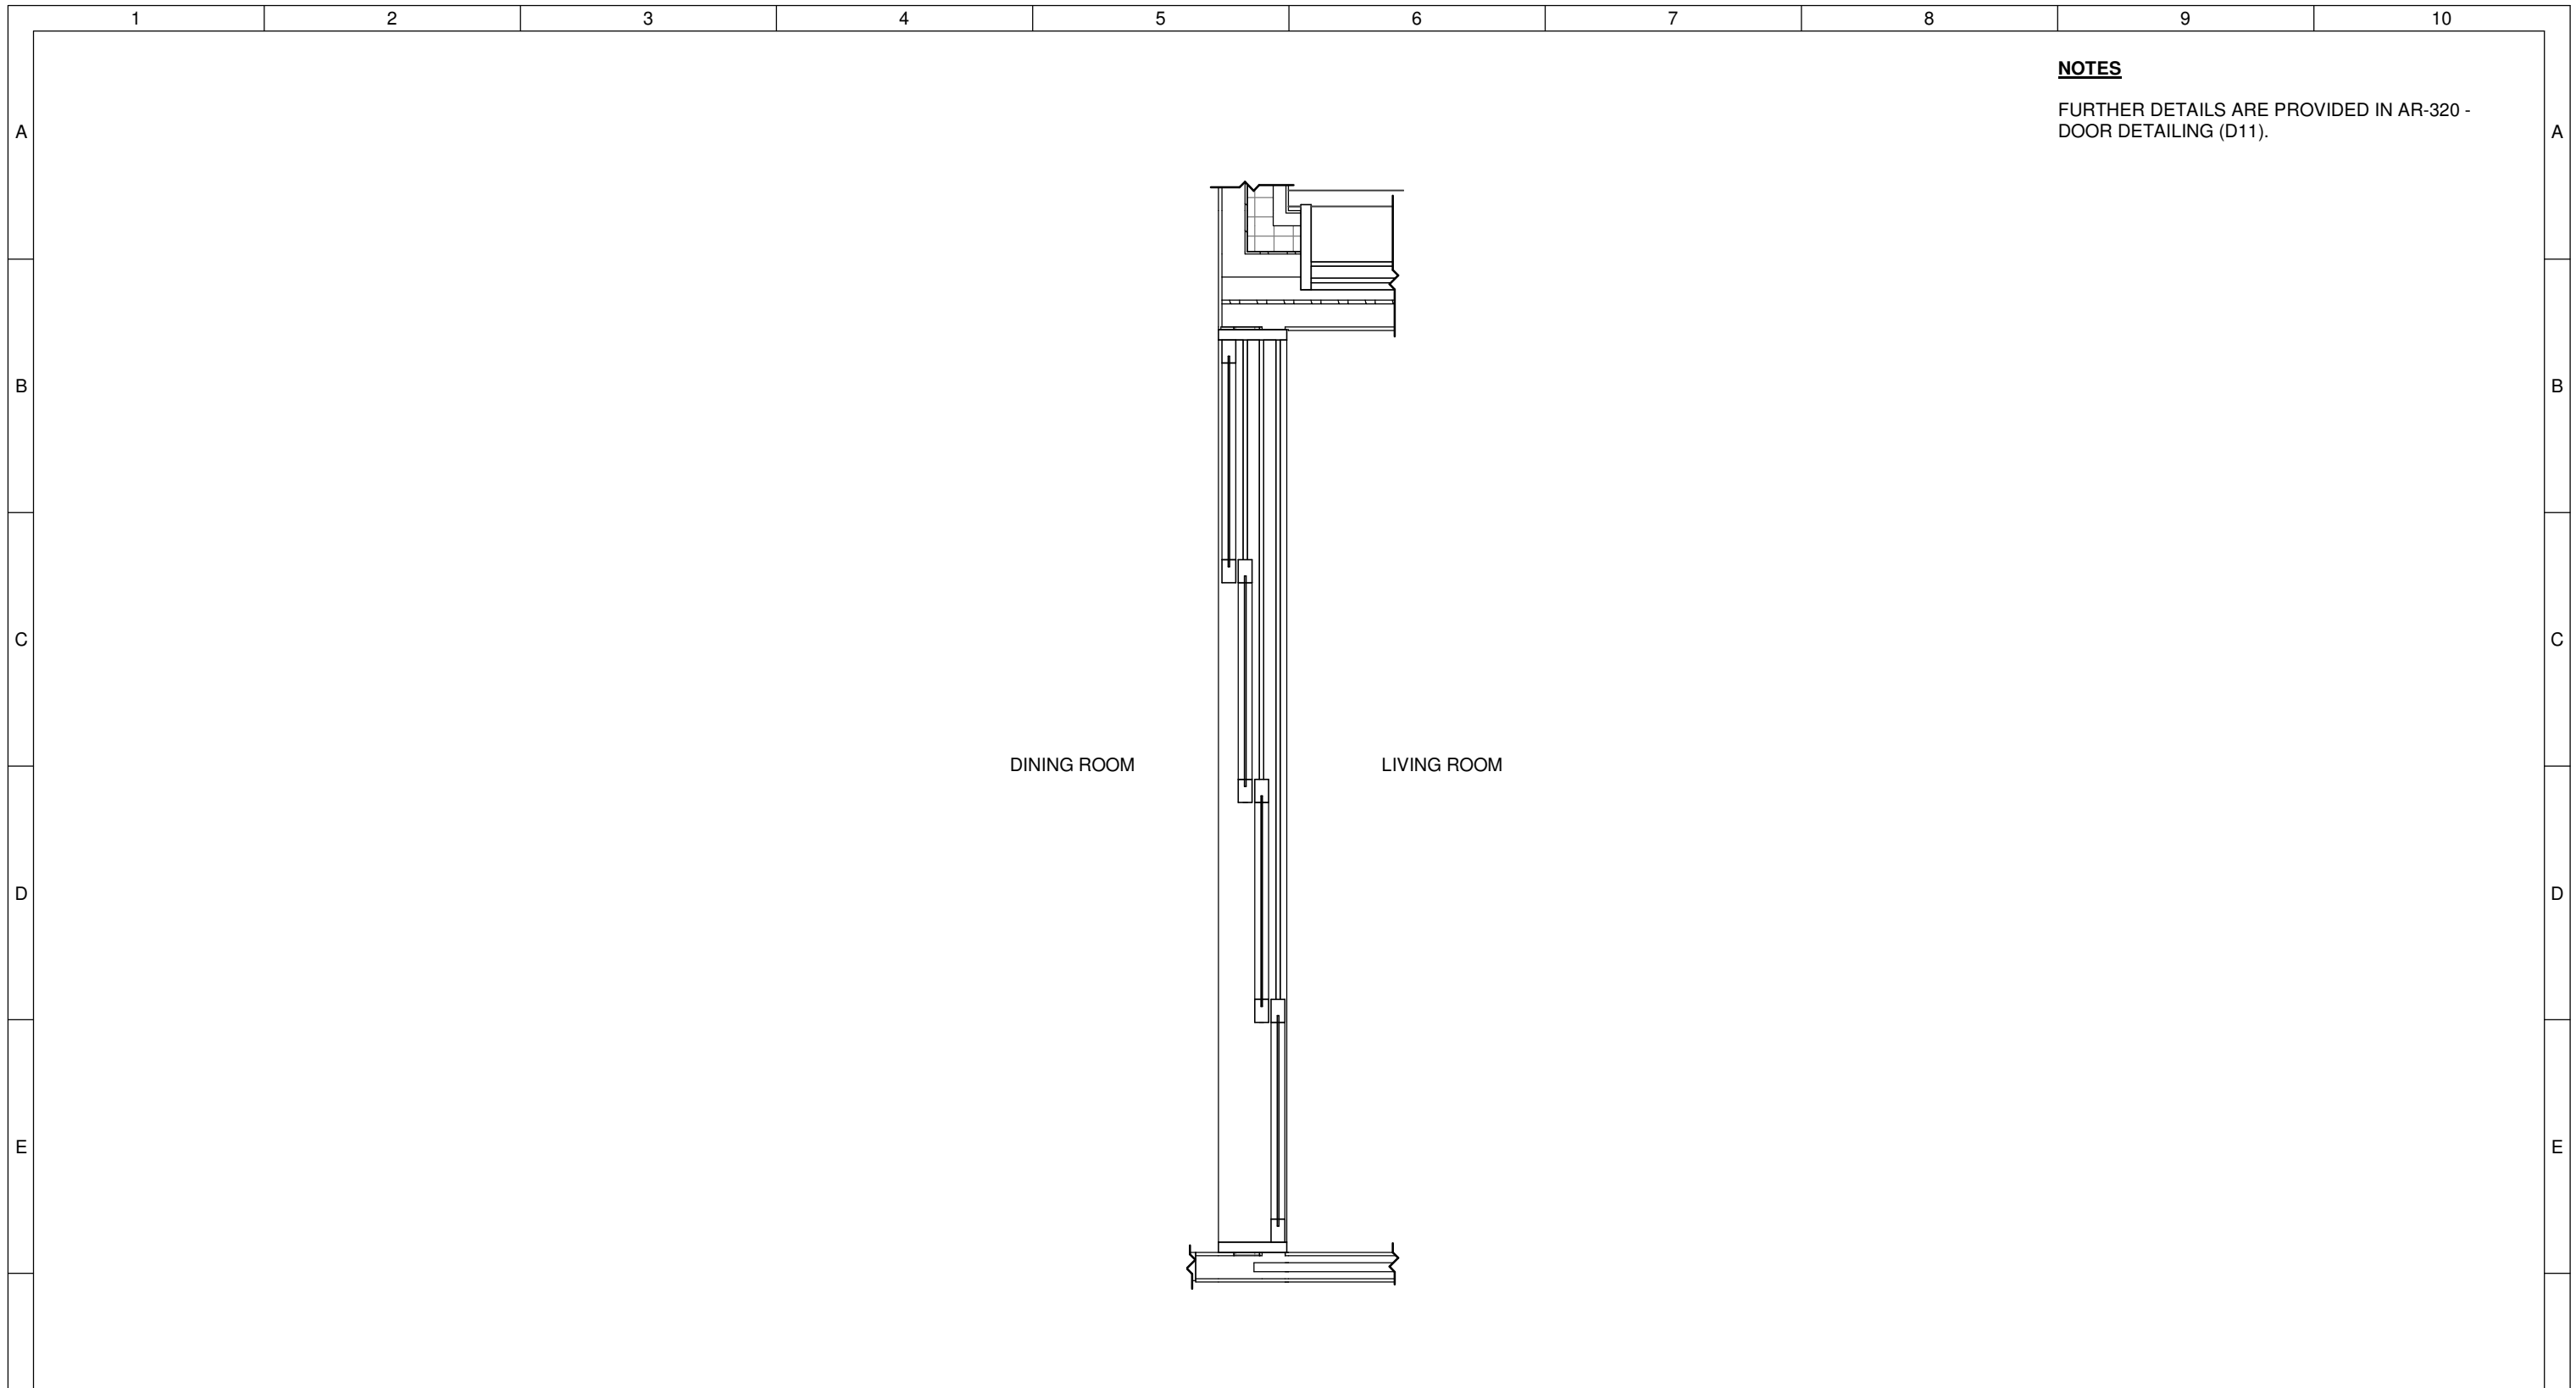 1 2 3 4 5 6 7 8 9 10
NOTES
FURTHER DETAILS ARE PROVIDED IN AR-320 -
DOOR DETAILING (D11).
A A
B B
C C
DINING ROOM LIVING ROOM
D D
E E